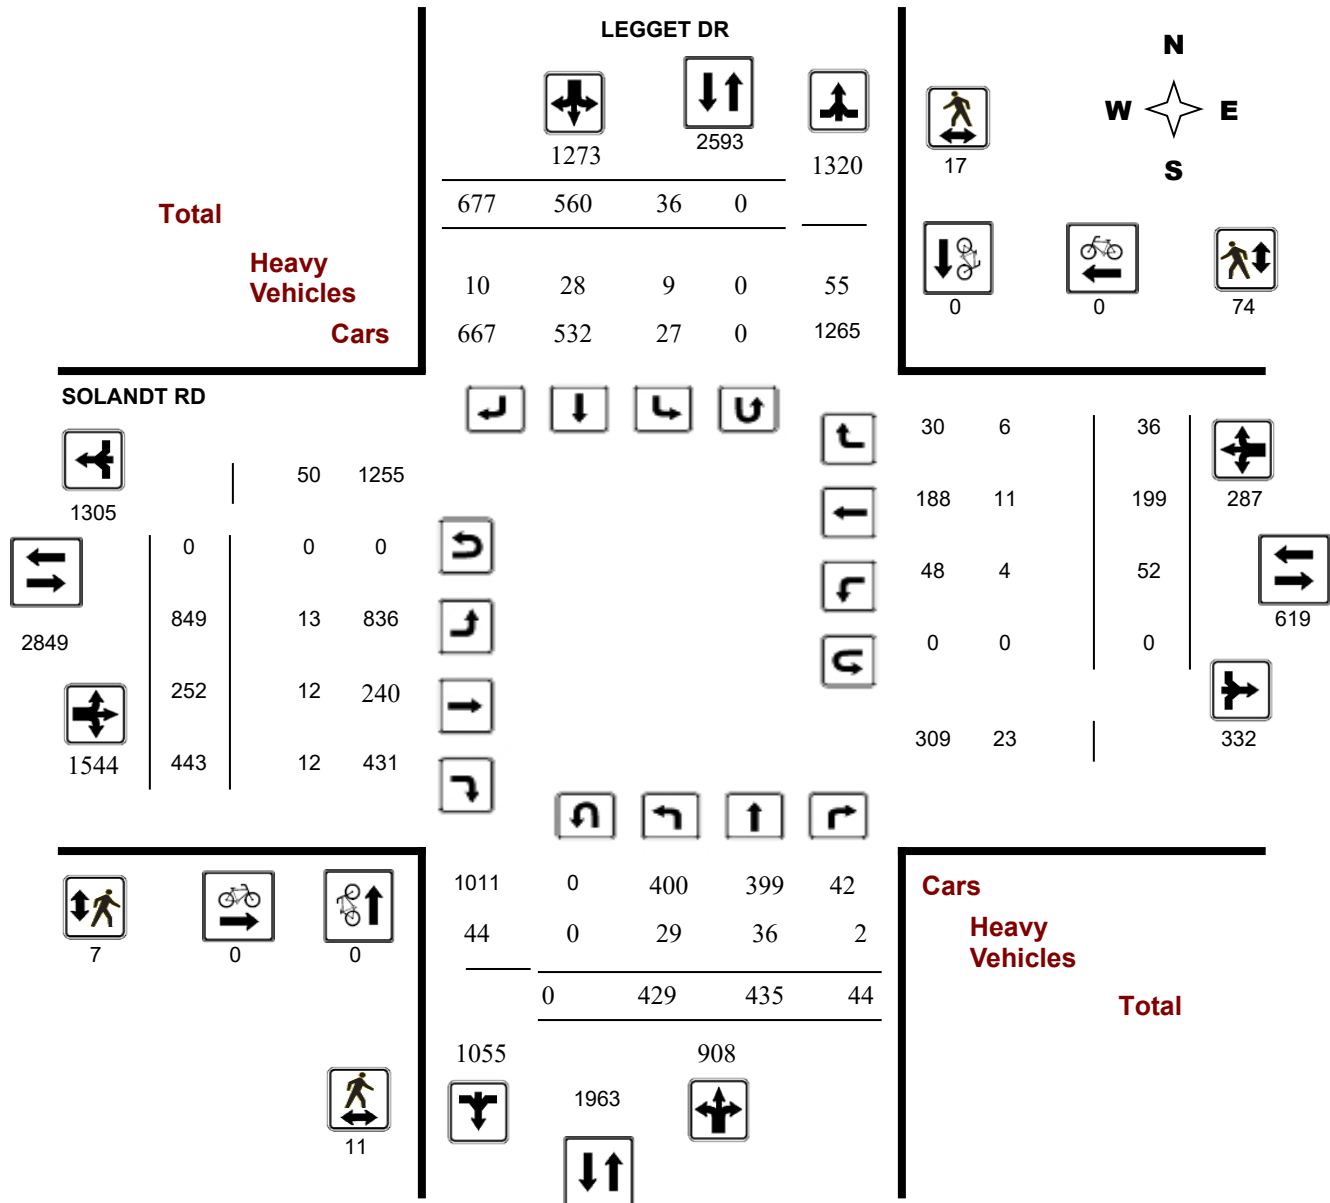 LEGGET DR
N
W E
S
1273 2593 1320 17
Total 677 560 36 0
Heavy
Vehicles 10 28 9 0 55
Cars 667 532 27 0 1265
0 0 74
SOLANDT RD
30 6 36
50 1255
1305
188 11 199 287
0 0 0
48 4 52
849 13 836 619
2849
0 0 0
252 12 240
309 23 332
1544 443 12 431
1011 0 400 399 42 Cars
44 0 29 36 2 Heavy
Vehicles
7 0 0
0 429 435 44 Total
1055 908
1963
11